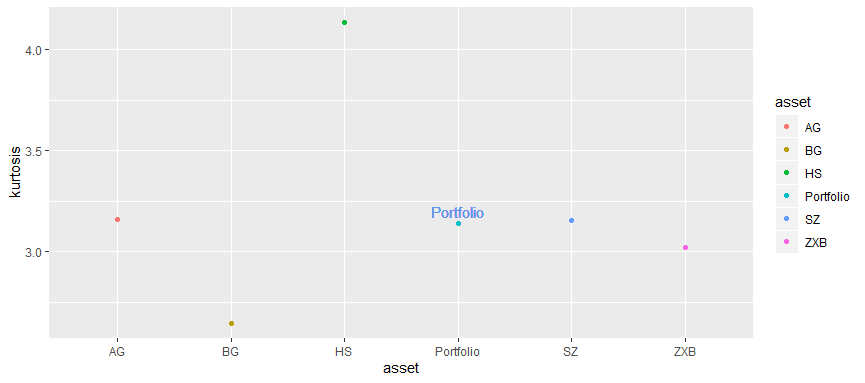 kurtosis
4.0
3.5
3.0
Portfolio
AG BG HS Portfolio SZ ZXB
asset
asset
AG
BG
HS
Portfolio
SZ
ZXB